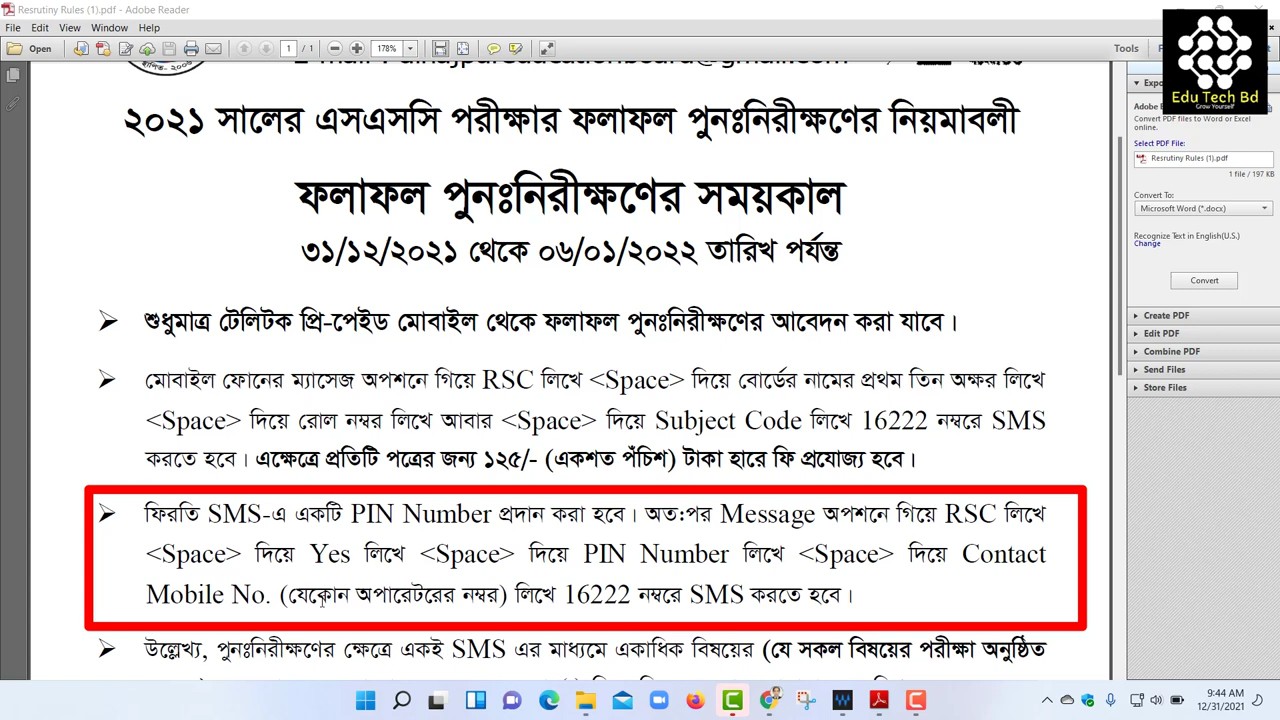 Resrutiny Rules (1).pdf - Adobe Reader
File Edit View Window Help
Open 1 / 1 178% Tools
২০২১ সালের এসএসসি পরীক্ষার ফলাফল পুনঃনিরীক্ষণের নিয়মাবলী
ফলাফল পুনঃনিরীক্ষণের সময়কাল
৩১/১২/২০২১ থেকে ০৬/০১/২০২২ তারিখ পর্যন্ত
➢ শুধুমাত্র টেলিটক প্রি-পেইড মোবাইল থেকে ফলাফল পুনঃনিরীক্ষণের আবেদন করা যাবে।
➢ মোবাইল ফোনের ম্যাসেজ অপশনে গিয়ে RSC লিখে <Space> দিয়ে বোর্ডের নামের প্রথম তিন অক্ষর লিখে
<Space> দিয়ে রোল নম্বর লিখে আবার <Space> দিয়ে Subject Code লিখে 16222 নম্বরে SMS
করতে হবে। এক্ষেত্রে প্রতিটি পত্রের জন্য ১২৫/- (একশত পঁচিশ) টাকা হারে ফি প্রযোজ্য হবে।
➢ ফিরতি SMS-এ একটি PIN Number প্রদান করা হবে। অতঃপর Message অপশনে গিয়ে RSC লিখে
<Space> দিয়ে Yes লিখে <Space> দিয়ে PIN Number লিখে <Space> দিয়ে Contact
Mobile No. (যেকোন অপারেটরের নম্বর) লিখে 16222 নম্বরে SMS করতে হবে।
➢ উল্লেখ্য, পুনঃনিরীক্ষণের ক্ষেত্রে একই SMS এর মাধ্যমে একাধিক বিষয়ের (যে সকল বিষয়ের পরীক্ষা অনুষ্ঠিত
Edu Tech Bd
Grow Yourself
Convert PDF files to Word or Excel
online.
Select PDF File:
Resrutiny Rules (1).pdf
1 file / 197 KB
Convert To:
Microsoft Word (*.docx)
Recognize Text in English(U.S.)
Change
Convert
Create PDF
Edit PDF
Combine PDF
Send Files
Store Files
9:44 AM
12/31/2021